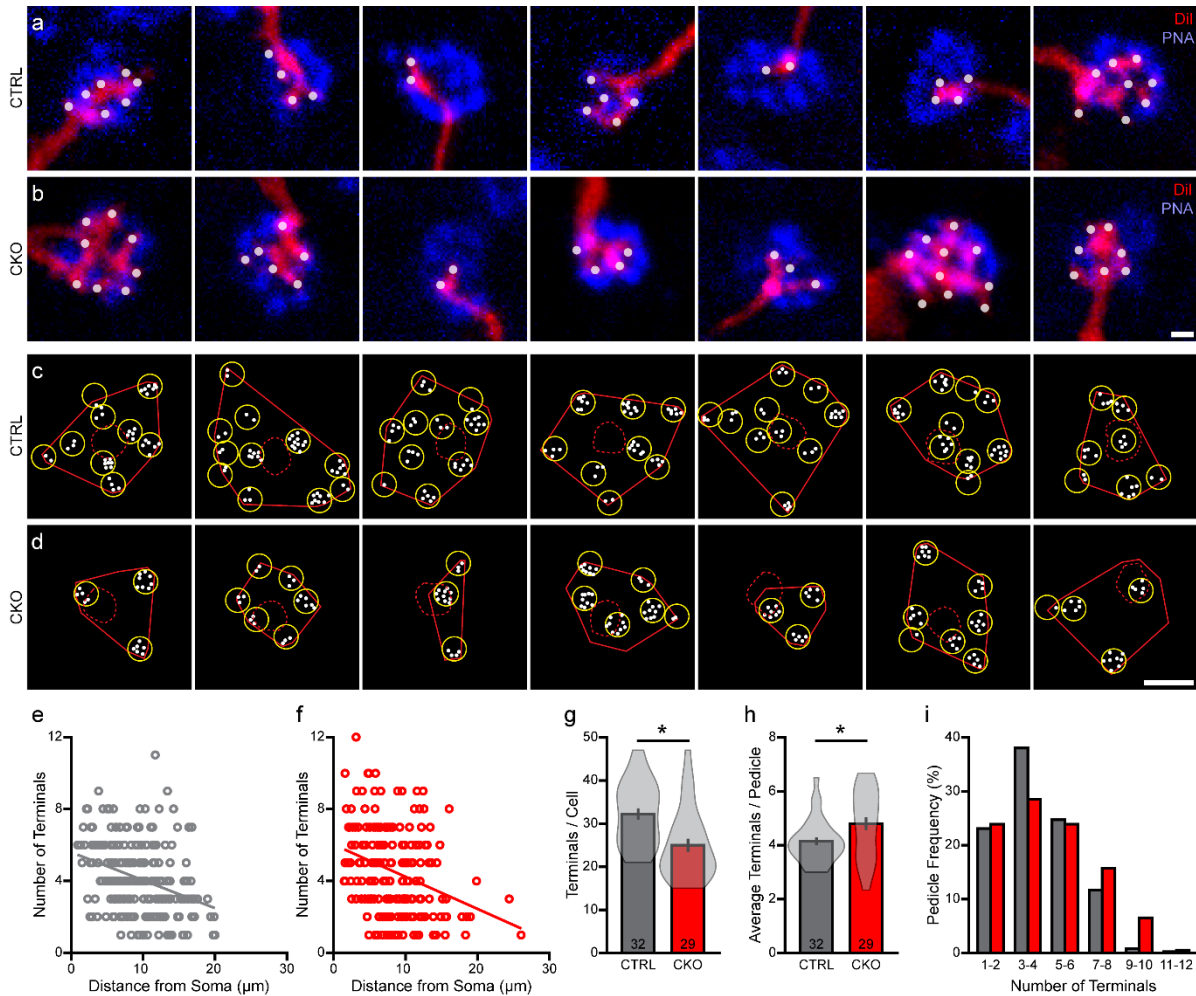 a
DiI
PNA
CTRL
b
DiI
PNA
CKO
c
CTRL
d
CKO
e
Number of Terminals
12
8
4
0
0
10
20
30
Distance from Soma (µm)
f
Number of Terminals
12
8
4
0
0
10
20
30
Distance from Soma (µm)
g
*
Terminals / Cell
50
40
30
20
10
0
32
29
CTRL
CKO
h
*
Average Terminals / Pedicle
8
6
4
2
0
32
29
CTRL
CKO
i
Pedicle Frequency (%)
40
30
20
10
0
1-2
3-4
5-6
7-8
9-10
11-12
Number of Terminals